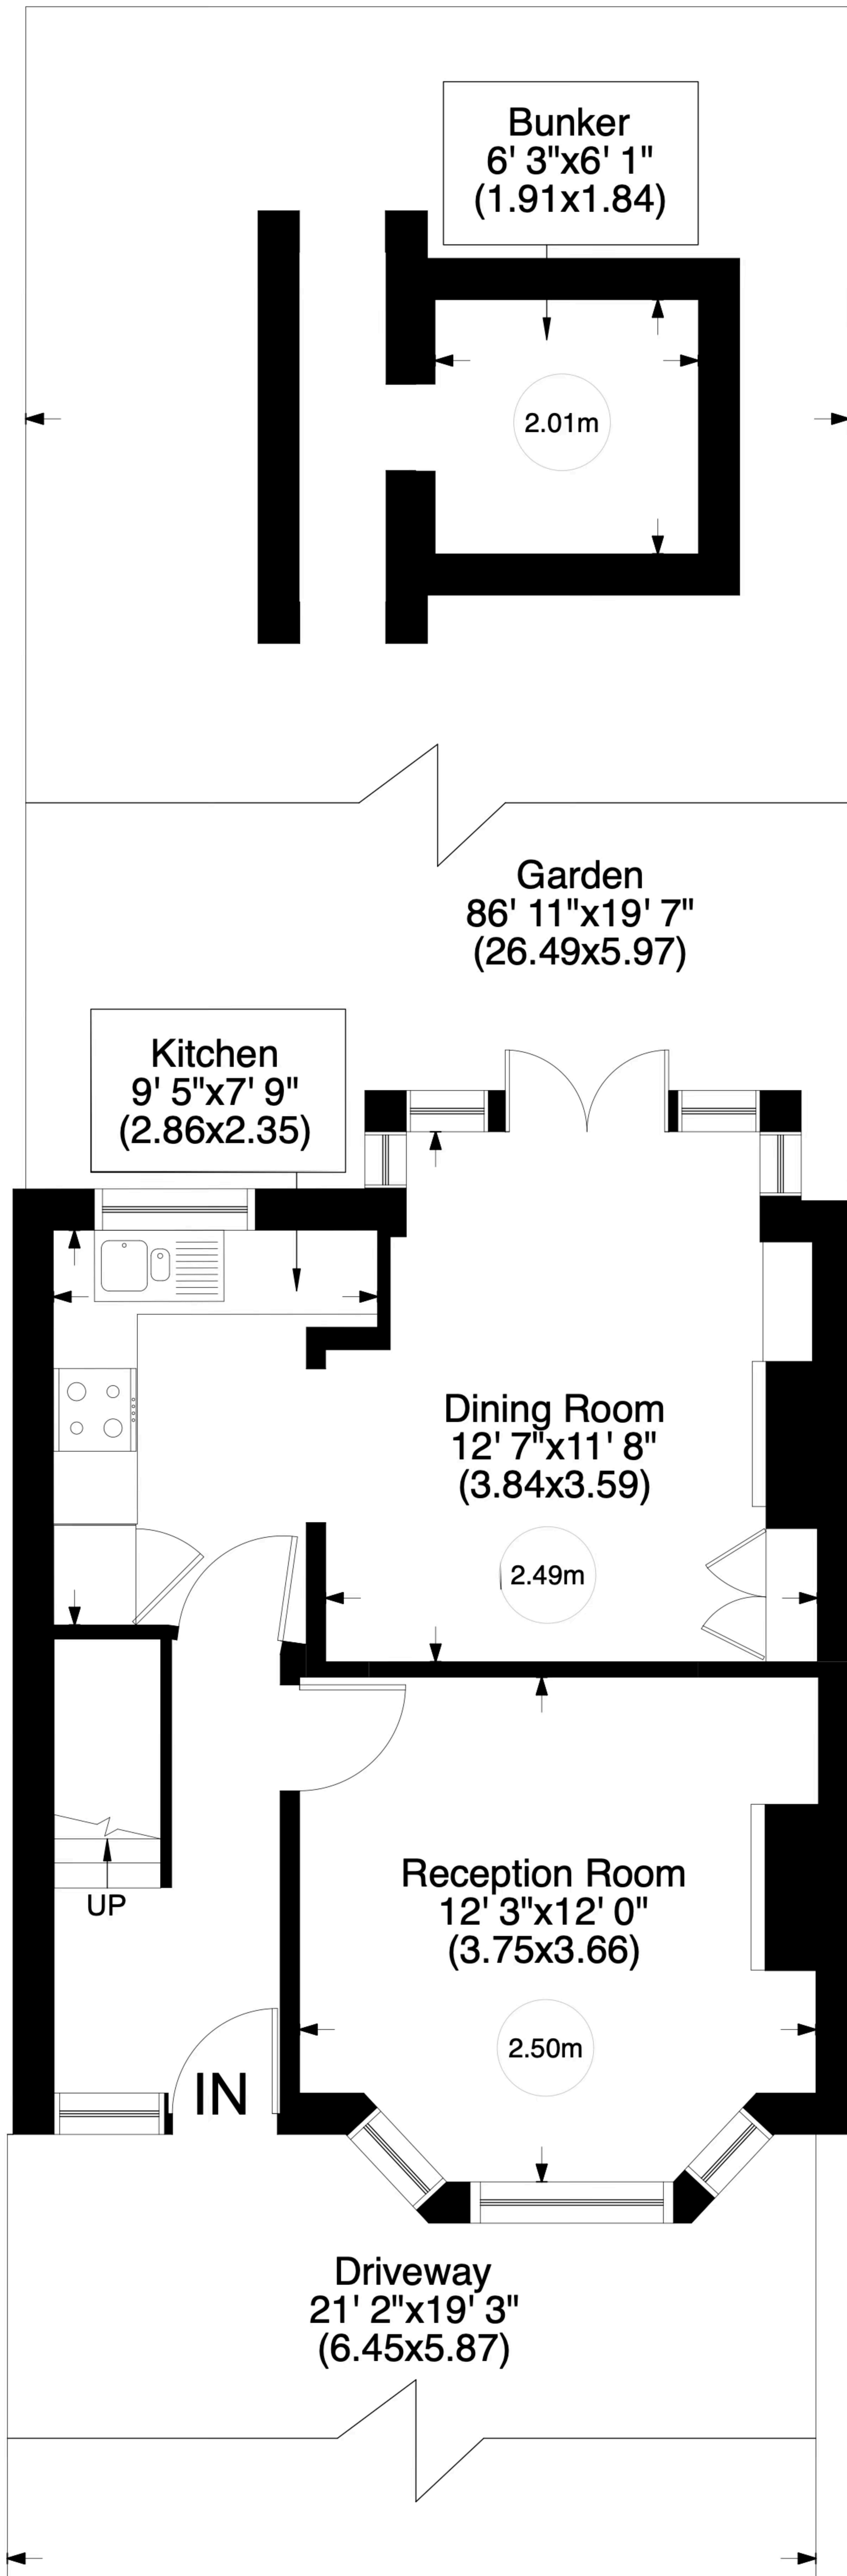 Bunker
6' 3"x6' 1"
(1.91x1.84)
2.01m
Garden
86' 11"x19' 7"
(26.49x5.97)
Kitchen
9' 5"x7' 9"
(2.86x2.35)
Dining Room
12' 7"x11' 8"
(3.84x3.59)
2.49m
Reception Room
12' 3"x12' 0"
(3.75x3.66)
UP
2.50m
IN
Driveway
21' 2"x19' 3"
(6.45x5.87)